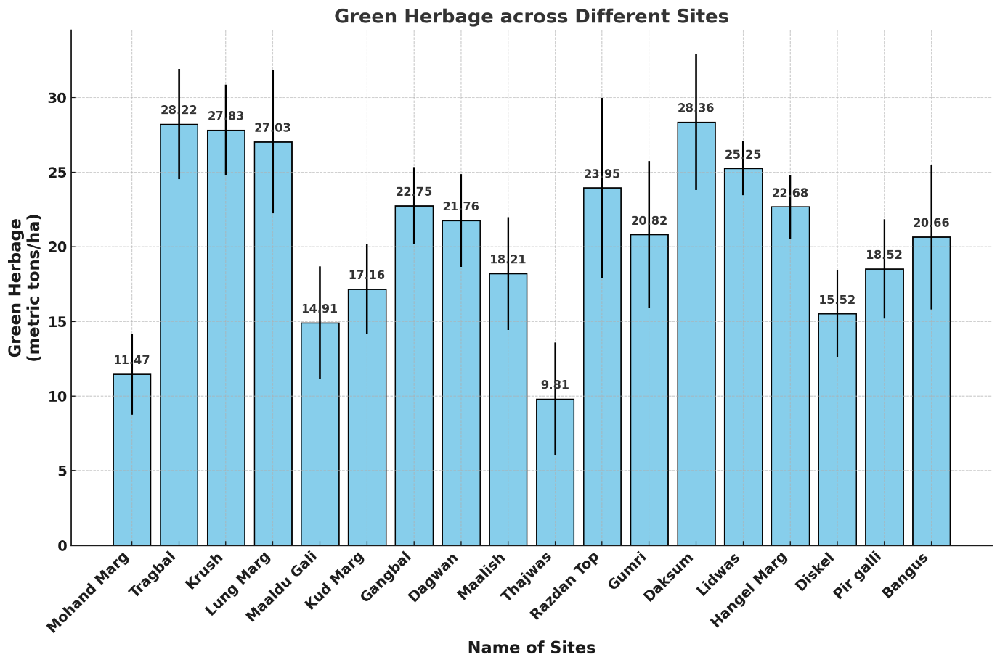 Green Herbage across Different Sites
Green Herbage
(metric tons/ha)
30
25
20
15
10
5
0
11.47
28.22
27.83
27.03
14.91
17.16
22.75
21.76
18.21
9.81
23.95
20.82
28.36
25.25
22.68
15.52
18.52
20.66
Mohand Marg
Tragbal
Krush
Lung Marg
Maaldu Gali
Kud Marg
Gangbal
Dagwan
Maalish
Thajwas
Razdan Top
Gumri
Daksum
Lidwas
Hangel Marg
Diskel
Pir galli
Bangus
Name of Sites